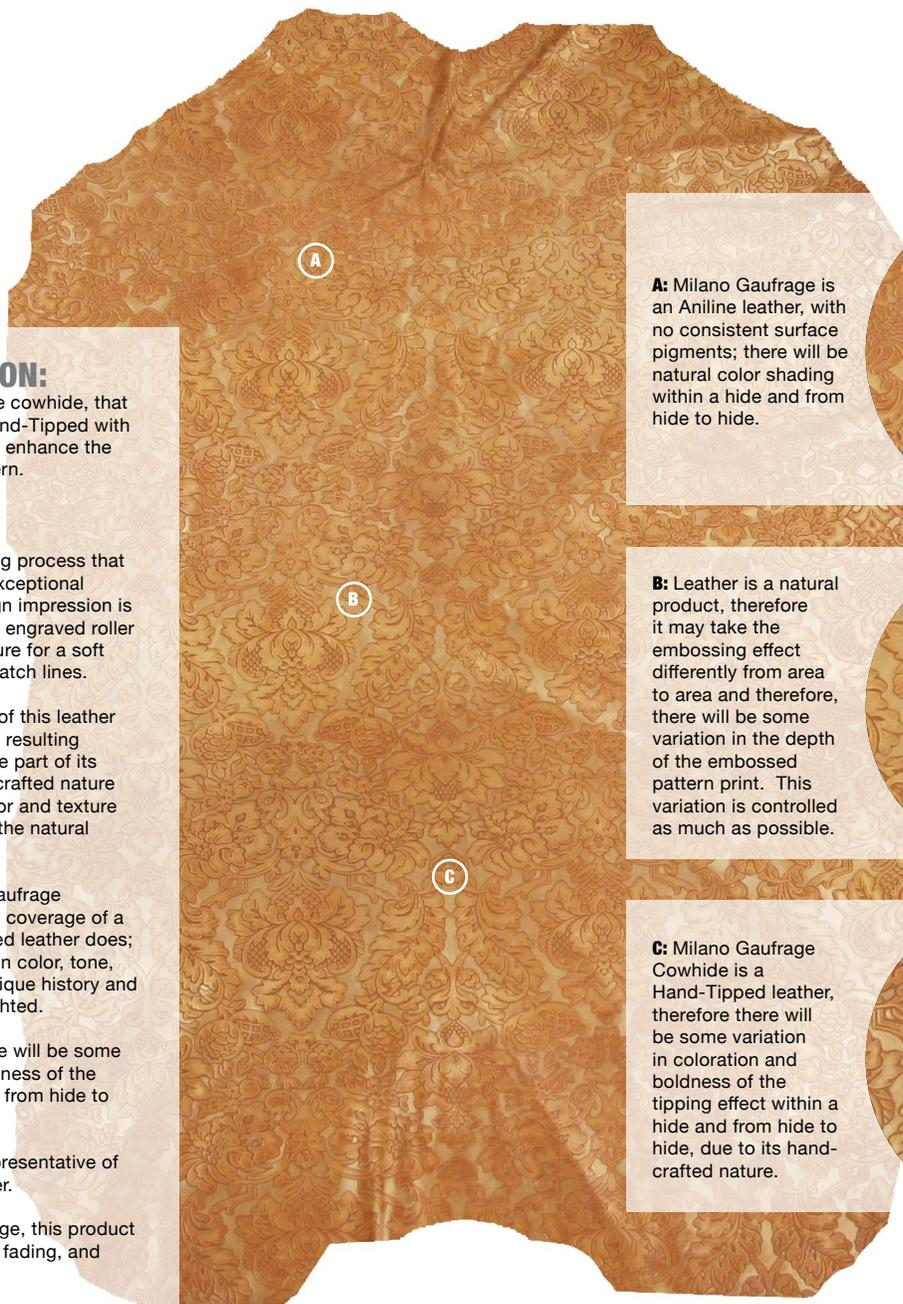 ON:
e cowhide, that
nd-Tipped with
enhance the
rn.
g process that
xceptional
gn impression is
engraved roller
ure for a soft
atch lines.
of this leather
resulting
e part of its
crafted nature
or and texture
the natural
aufrage
coverage of a
ed leather does;
n color, tone,
ique history and
hted.
e will be some
ness of the
from hide to
presentative of
er.
ge, this product
fading, and
A
B
C
A: Milano Gaufrage is
an Aniline leather, with
no consistent surface
pigments; there will be
natural color shading
within a hide and from
hide to hide.
B: Leather is a natural
product, therefore
it may take the
embossing effect
differently from area
to area and therefore,
there will be some
variation in the depth
of the embossed
pattern print.  This
variation is controlled
as much as possible.
C: Milano Gaufrage
Cowhide is a
Hand-Tipped leather,
therefore there will
be some variation
in coloration and
boldness of the
tipping effect within a
hide and from hide to
hide, due to its hand-
crafted nature.